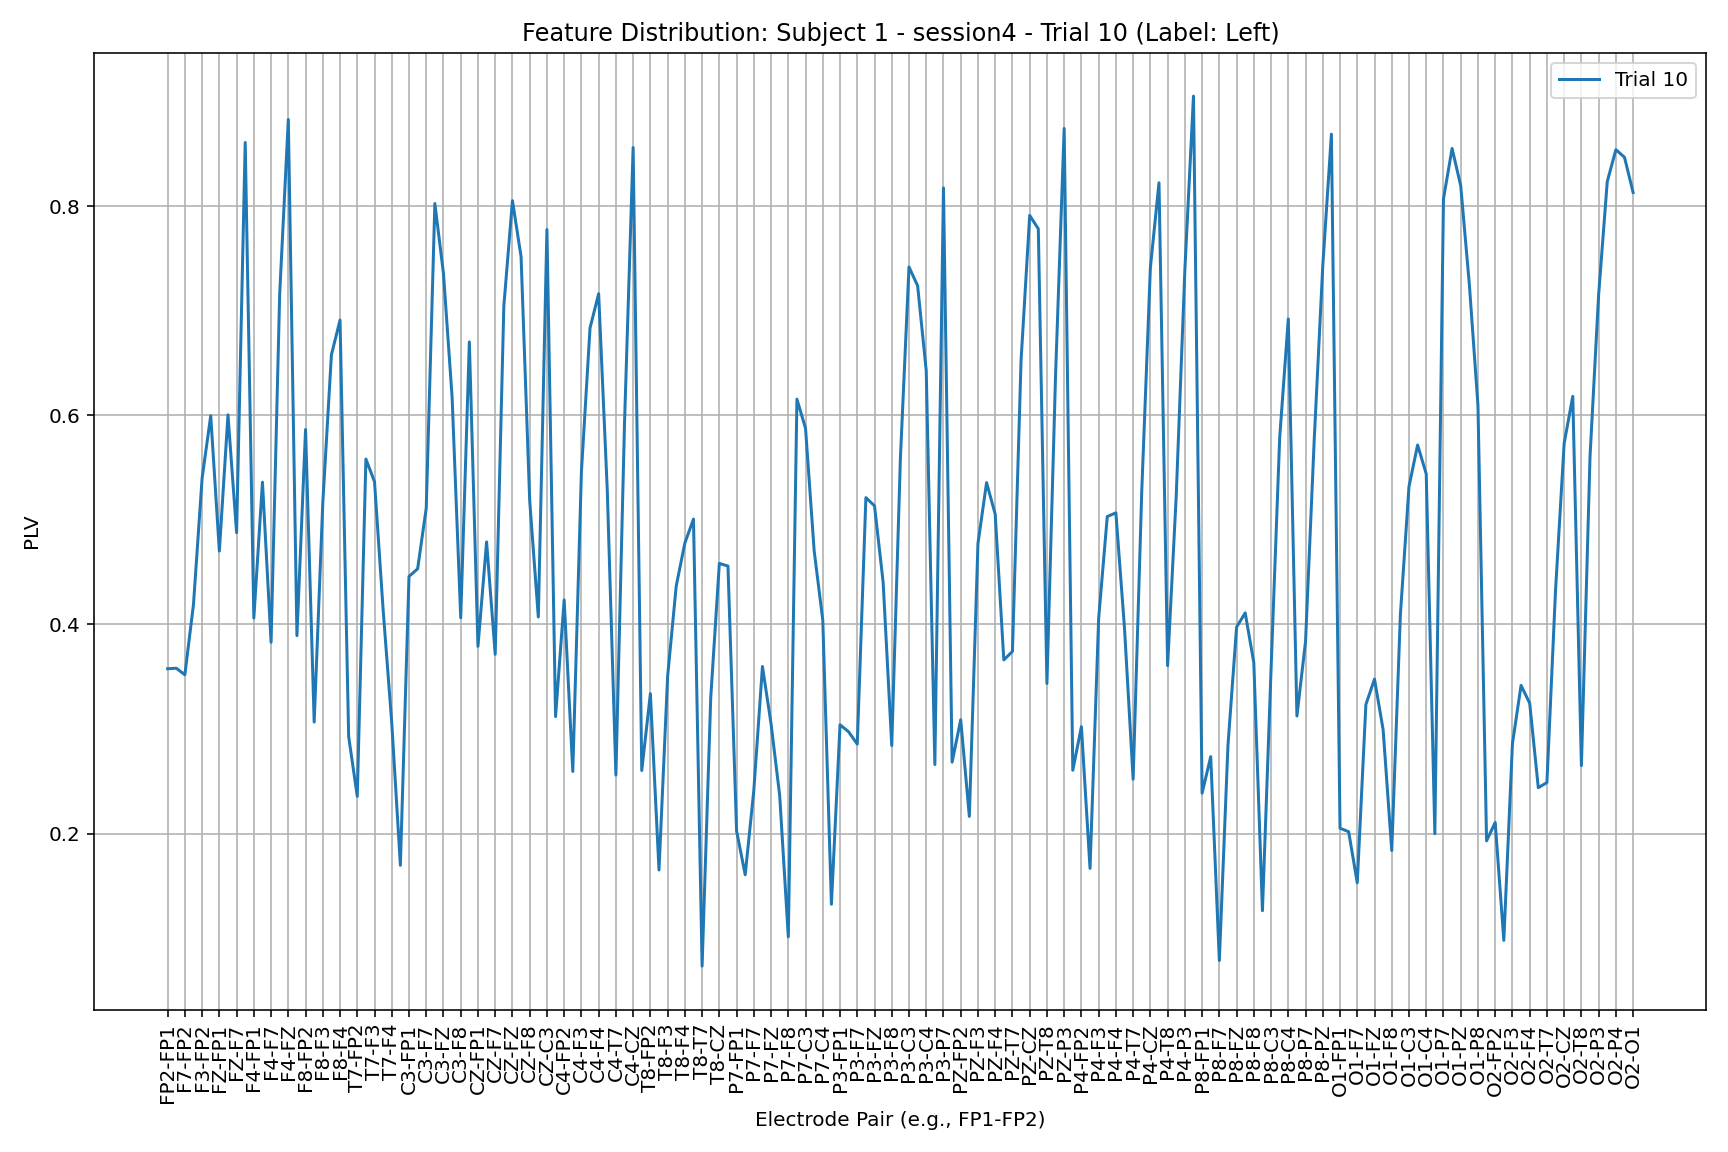 Feature Distribution: Subject 1 - session4 - Trial 10 (Label: Left)
Trial 10
PLV
0.8
0.6
0.4
0.2
FP2-FP1
F7-FP2
F3-FP2
FZ-FP1
FZ-F7
F4-FP1
F4-F7
F4-FZ
F8-FP2
F8-F3
F8-F4
T7-FP2
T7-F3
T7-F4
C3-FP1
C3-F7
C3-FZ
C3-F8
CZ-FP1
CZ-F7
CZ-FZ
CZ-F8
CZ-C3
C4-FP2
C4-F3
C4-F4
C4-T7
C4-CZ
T8-FP2
T8-F3
T8-F4
T8-T7
T8-CZ
P7-FP1
P7-F7
P7-FZ
P7-F8
P7-C3
P7-C4
P3-FP1
P3-F7
P3-FZ
P3-F8
P3-C3
P3-C4
P3-P7
PZ-FP2
PZ-F3
PZ-F4
PZ-T7
PZ-CZ
PZ-T8
PZ-P3
P4-FP2
P4-F3
P4-F4
P4-T7
P4-CZ
P4-T8
P4-P3
P8-FP1
P8-F7
P8-FZ
P8-F8
P8-C3
P8-C4
P8-P7
P8-PZ
O1-FP1
O1-F7
O1-FZ
O1-F8
O1-C3
O1-C4
O1-P7
O1-PZ
O1-P8
O2-FP2
O2-F3
O2-F4
O2-T7
O2-CZ
O2-T8
O2-P3
O2-P4
O2-O1
Electrode Pair (e.g., FP1-FP2)